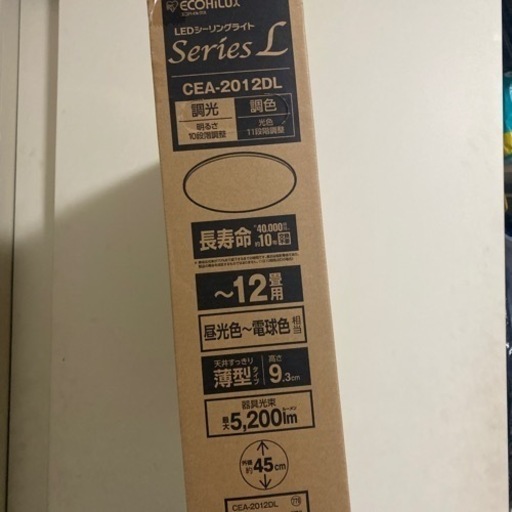 ECOHiLUX
LEDシーリングライト
Series L
CEA-2012DL
調光 調色
明るさ 光色
10段階調整 11段階調整
長寿命 約40,000時間 約10年
～12畳用
昼光色～電球色 相当
天井すっきり 高さ
薄型タイプ 9.3cm
器具光束
最大5,200lm ルーメン
外径
約45cm
CEA-2012DL